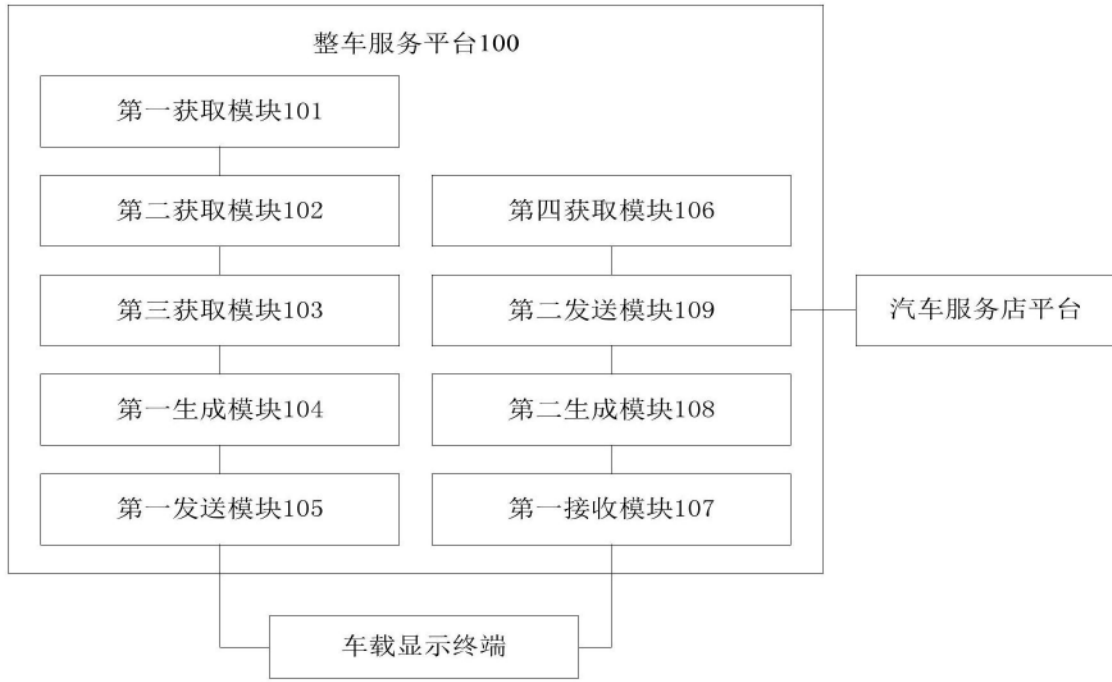 整车服务平台100
第一获取模块101
第二获取模块102
第四获取模块106
第三获取模块103
第二发送模块109
汽车服务店平台
第一生成模块104
第二生成模块108
第一发送模块105
第一接收模块107
车载显示终端